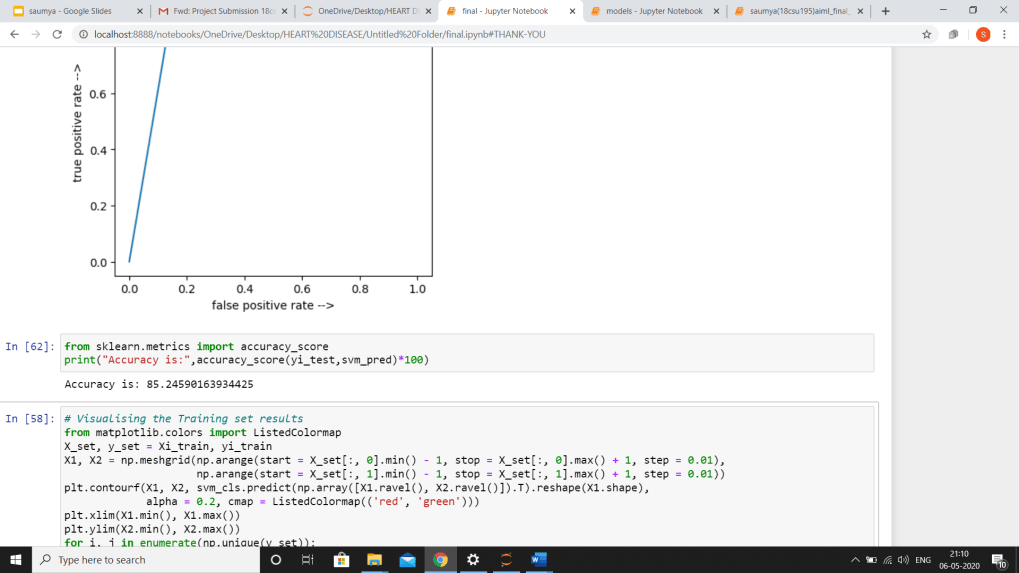 saumya - Google Slides
Fwd: Project Submission 18c
OneDrive/Desktop/HEART D
final - Jupyter Notebook
models - Jupyter Notebook
saumya(18csu195)aiml_final_
localhost:8888/notebooks/OneDrive/Desktop/HEART%20DISEASE/Untitled%20Folder/final.ipynb#THANK-YOU
S
true positive rate -->
0.6
0.4
0.2
0.0
0.0 0.2 0.4 0.6 0.8 1.0
false positive rate -->
In [62]: from sklearn.metrics import accuracy_score
print("Accuracy is:",accuracy_score(yi_test,svm_pred)*100)
Accuracy is: 85.24590163934425
In [58]: # Visualising the Training set results
from matplotlib.colors import ListedColormap
X_set, y_set = Xi_train, yi_train
X1, X2 = np.meshgrid(np.arange(start = X_set[:, 0].min() - 1, stop = X_set[:, 0].max() + 1, step = 0.01),
np.arange(start = X_set[:, 1].min() - 1, stop = X_set[:, 1].max() + 1, step = 0.01))
plt.contourf(X1, X2, svm_cls.predict(np.array([X1.ravel(), X2.ravel()]).T).reshape(X1.shape),
alpha = 0.2, cmap = ListedColormap(('red', 'green')))
plt.xlim(X1.min(), X1.max())
plt.ylim(X2.min(), X2.max())
for i, j in enumerate(np.unique(y_set)):
Type here to search
W
ENG
21:10
06-05-2020
10